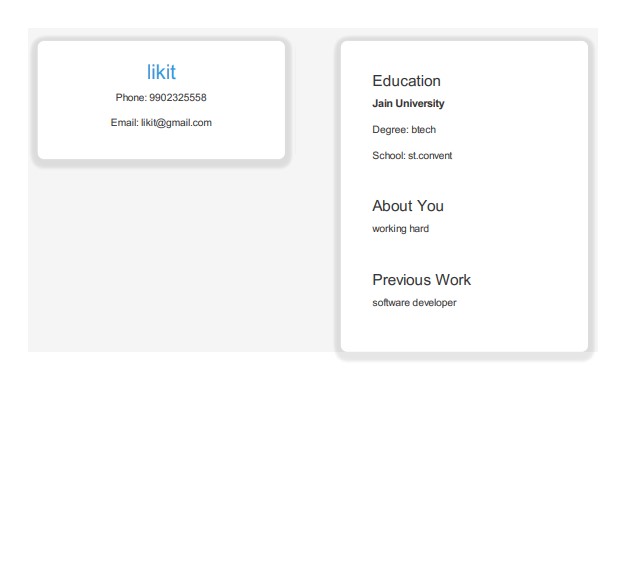 likit
Phone: 9902325558
Email: likit@gmail.com
Education
Jain University
Degree: btech
School: st.convent
About You
working hard
Previous Work
software developer